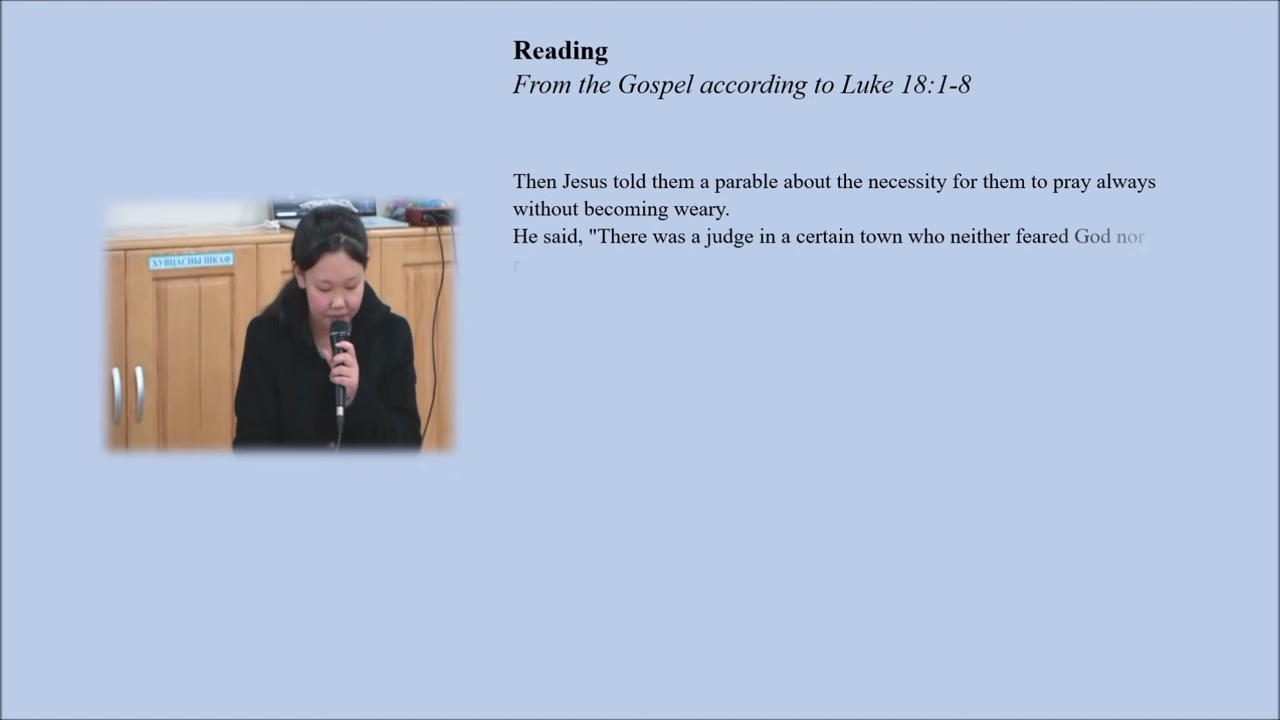 Reading
From the Gospel according to Luke 18:1-8
Then Jesus told them a parable about the necessity for them to pray always
without becoming weary.
He said, "There was a judge in a certain town who neither feared God nor
r
ХУВЦАСНЫ ШКАФ